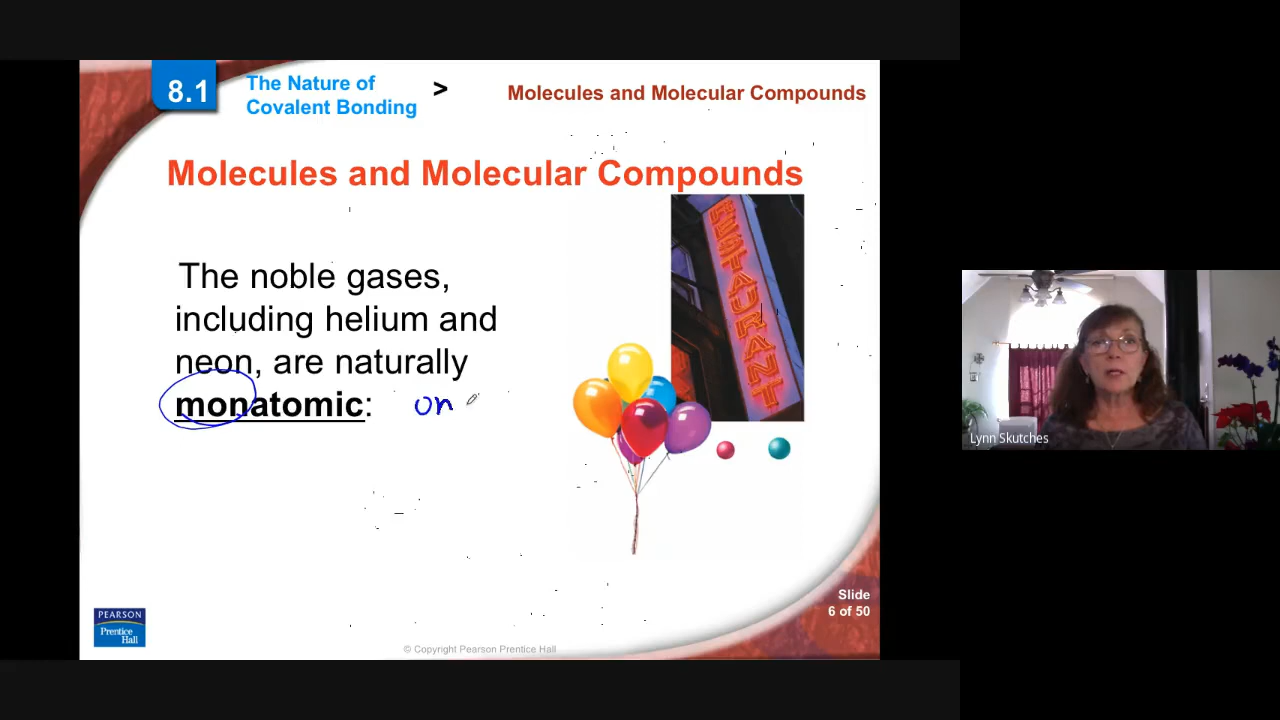 8.1
The Nature of
Covalent Bonding
>
Molecules and Molecular Compounds
Molecules and Molecular Compounds
The noble gases,
including helium and
neon, are naturally
monatomic: on
RESTAURANT
Lynn Skutches
PEARSON
Prentice
Hall
Slide
6 of 50
© Copyright Pearson Prentice Hall